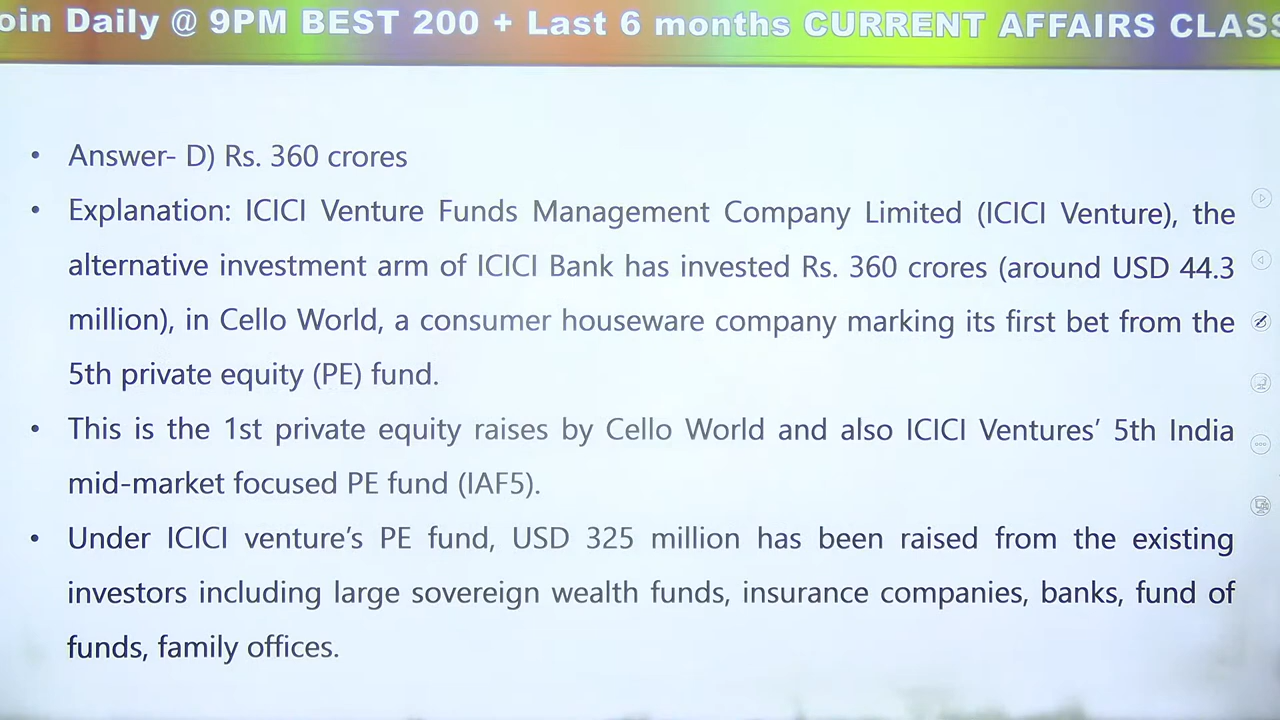 oin Daily @ 9PM BEST 200 + Last 6 months CURRENT AFFAIRS CLASS
• Answer- D) Rs. 360 crores
• Explanation: ICICI Venture Funds Management Company Limited (ICICI Venture), the
alternative investment arm of ICICI Bank has invested Rs. 360 crores (around USD 44.3
million), in Cello World, a consumer houseware company marking its first bet from the
5th private equity (PE) fund.
• This is the 1st private equity raises by Cello World and also ICICI Ventures’ 5th India
mid-market focused PE fund (IAF5).
• Under ICICI venture’s PE fund, USD 325 million has been raised from the existing
investors including large sovereign wealth funds, insurance companies, banks, fund of
funds, family offices.